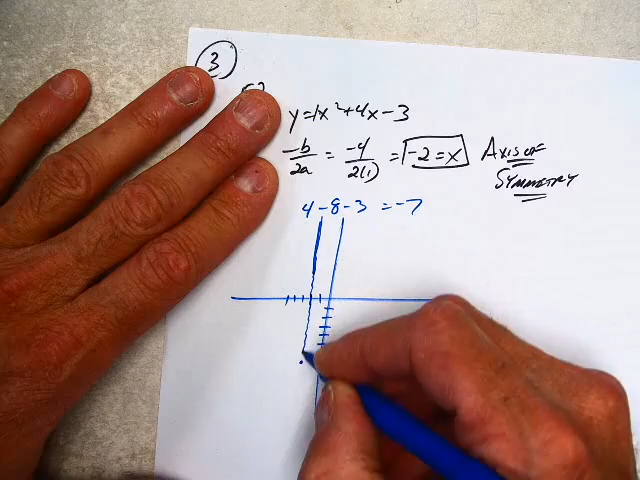 3
y=1x²+4x-3
-b/2a = -4/2(1) = -2=x Axis of
Symmetry
4-8-3 =-7